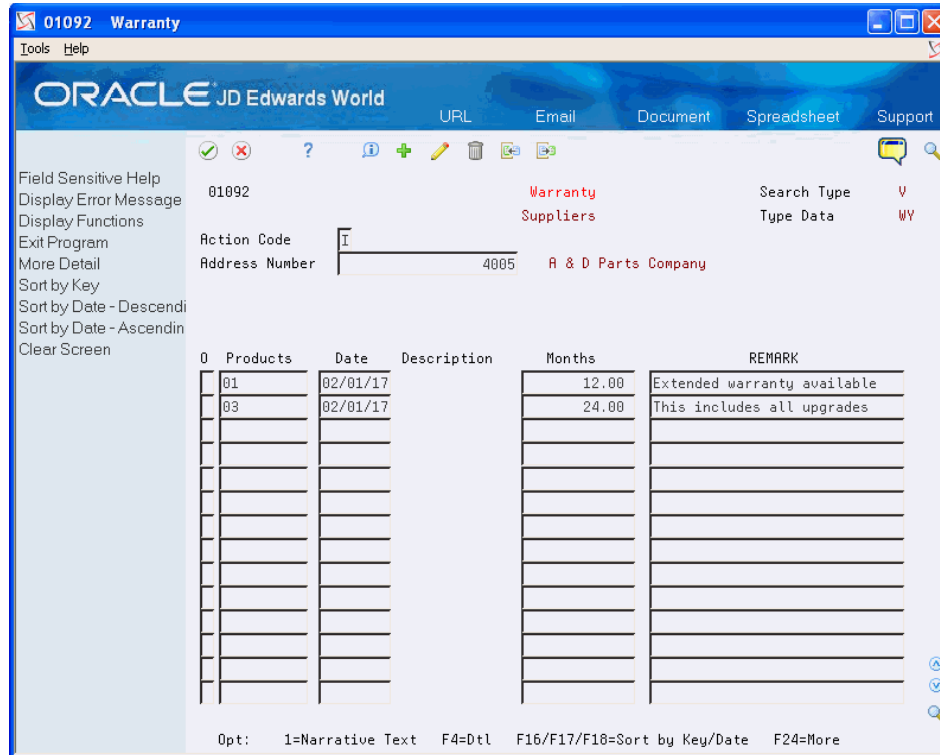 01092 Warranty
Tools Help
ORACLE JD Edwards World
URL Email Document Spreadsheet Support
Field Sensitive Help
Display Error Message
Display Functions
Exit Program
More Detail
Sort by Key
Sort by Date - Descendi
Sort by Date - Ascendin
Clear Screen
01092 Warranty Search Type V
Suppliers Type Data WY
Action Code I
Address Number 4005 A & D Parts Company
O Products Date Description Months REMARK
01 02/01/17 12.00 Extended warranty available
03 02/01/17 24.00 This includes all upgrades
Opt: 1=Narrative Text F4=Dtl F16/F17/F18=Sort by Key/Date F24=More